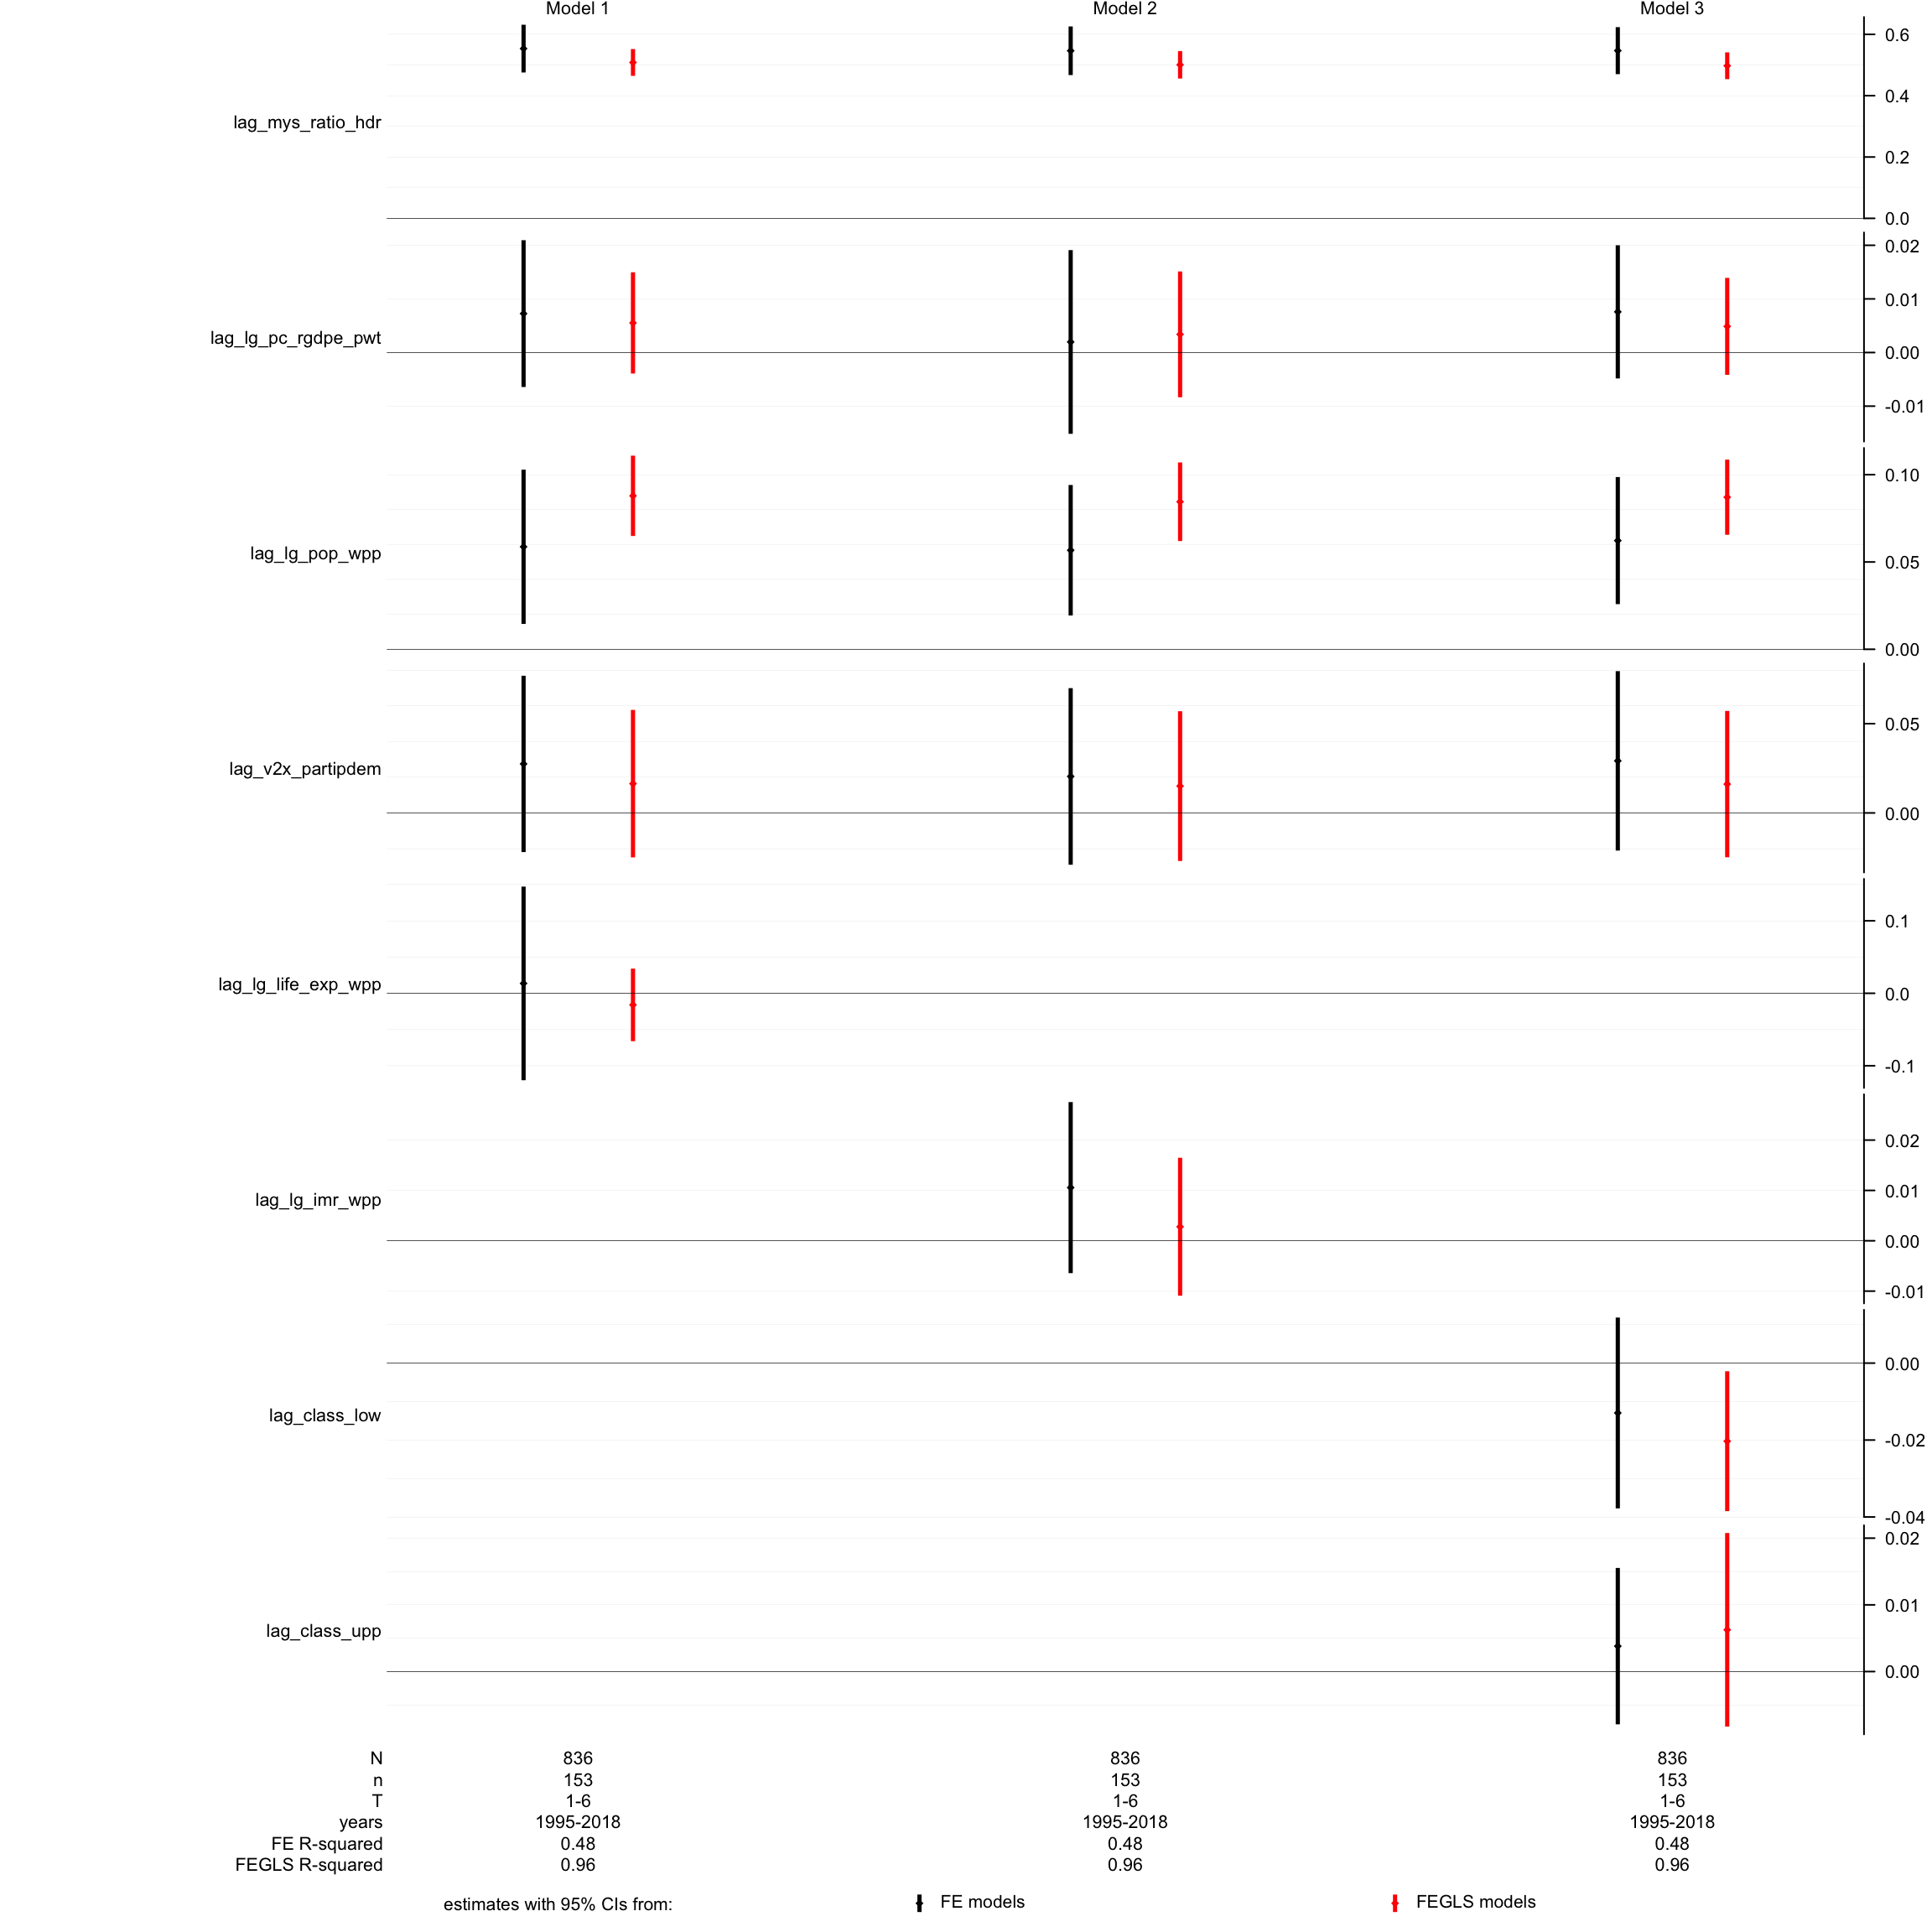 Model 1 Model 2 Model 3
0.6
0.4
lag_mys_ratio_hdr
0.2
0.0
0.02
0.01
lag_lg_pc_rgdpe_pwt
0.00
-0.01
0.10
lag_lg_pop_wpp
0.05
0.00
0.05
lag_v2x_partipdem
0.00
0.1
lag_lg_life_exp_wpp
0.0
-0.1
0.02
0.01
lag_lg_imr_wpp
0.00
-0.01
0.00
lag_class_low
-0.02
-0.04
0.02
0.01
lag_class_upp
0.00
N 836 836 836
n 153 153 153
T 1-6 1-6 1-6
years 1995-2018 1995-2018 1995-2018
FE R-squared 0.48 0.48 0.48
FEGLS R-squared 0.96 0.96 0.96
estimates with 95% CIs from: FE models FEGLS models